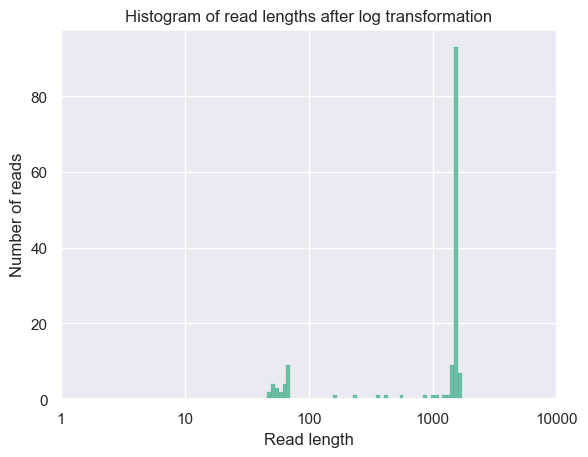 Histogram of read lengths after log transformation
Number of reads
80
60
40
20
0
1 10 100 1000 10000
Read length